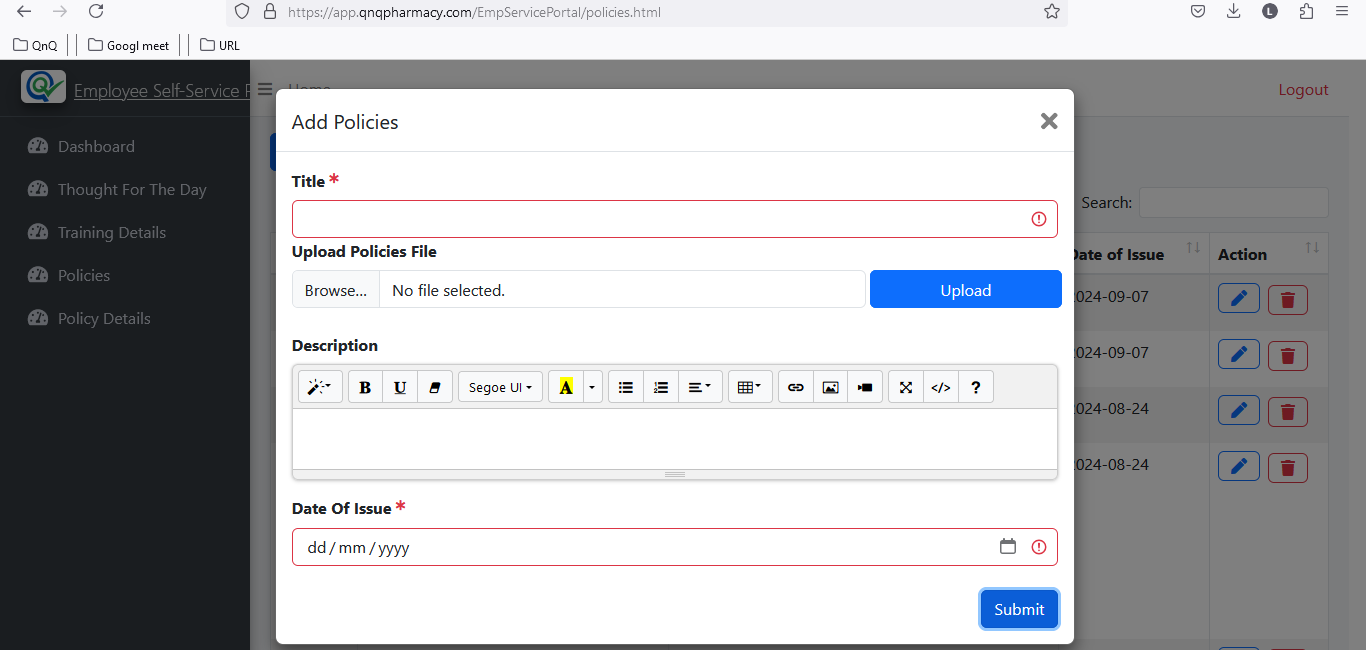 https://app.qnqpharmacy.com/EmpServicePortal/policies.html
L
QnQ
Googl meet
URL
Employee Self-Service
Home
Logout
Dashboard
Thought For The Day
Training Details
Policies
Policy Details
Add Policies
Title *
Upload Policies File
Browse... No file selected. Upload
Description
B U Segoe UI A </> ?
Date Of Issue *
dd / mm / yyyy
Submit
Search:
Date of Issue Action
2024-09-07
2024-09-07
2024-08-24
2024-08-24